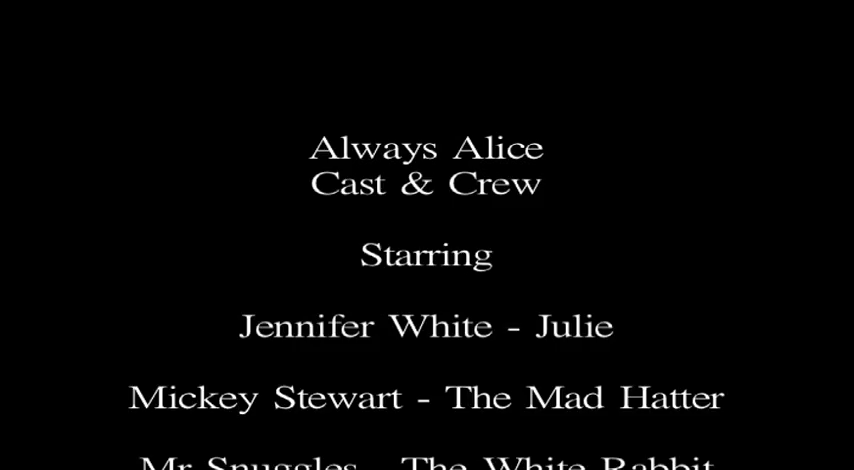 Always Alice
Cast & Crew
Starring
Jennifer White - Julie
Mickey Stewart - The Mad Hatter
Mr Snuggles - The White Rabbit